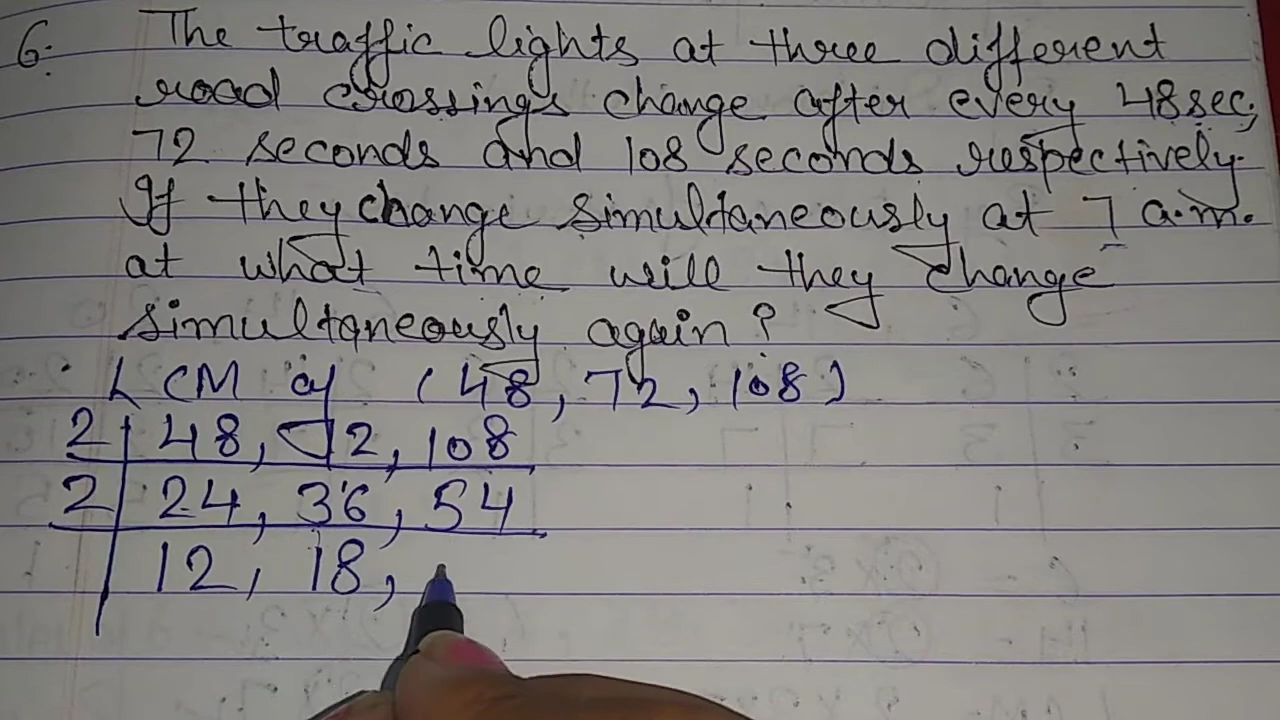 6. The traffic lights at three different
road crossings change after every 48sec,
72 seconds and 108 seconds respectively.
If they change simultaneously at 7 a.m.
at what time will they change
simultaneously again?
LCM of (48, 72, 108)
2 48, 72, 108
2 24, 36, 54
12, 18,